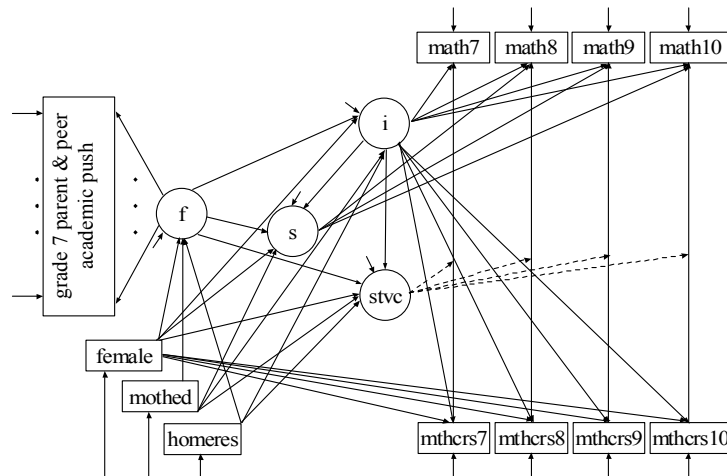 math7
math8
math9
math10
grade 7 parent & peer
academic push
i
f
s
stvc
female
mothed
homeres
mthcrs7
mthcrs8
mthcrs9
mthcrs10